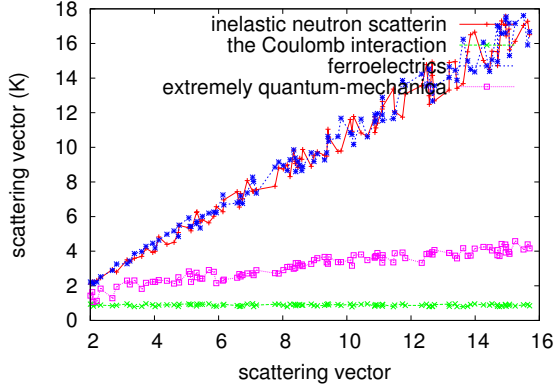 inelastic neutron scatterin
the Coulomb interaction
ferroelectrics
extremely quantum-mechanica
18
16
14
12
10
8
6
4
2
0
scattering vector (K)
2 4 6 8 10 12 14 16
scattering vector